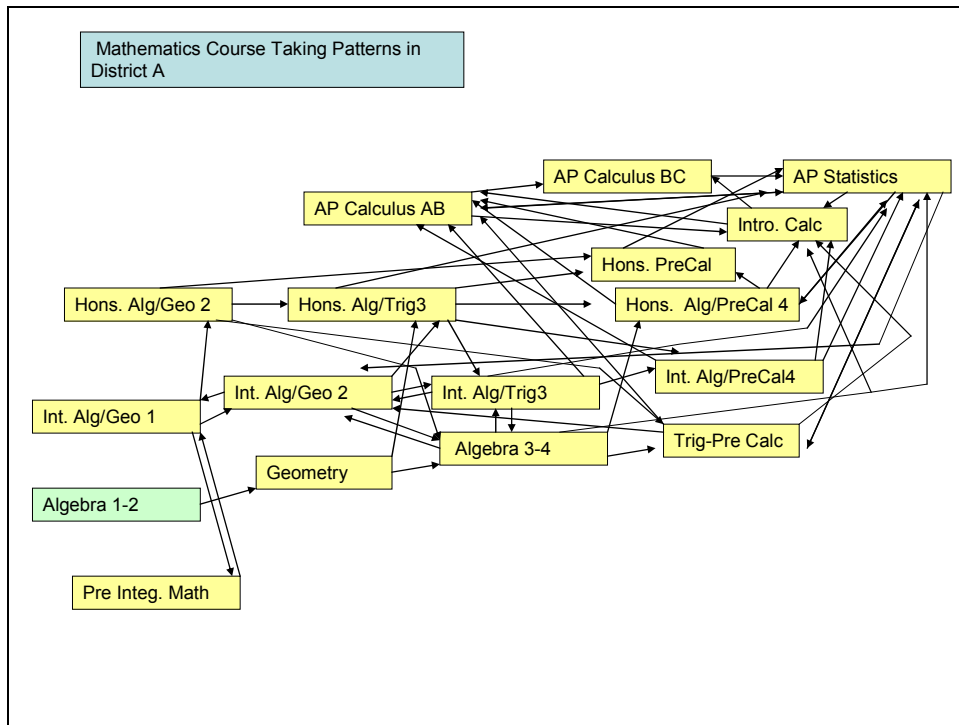 Mathematics Course Taking Patterns in
District A
AP Calculus BC
AP Statistics
AP Calculus AB
Intro. Calc
Hons. PreCal
Hons. Alg/Geo 2
Hons. Alg/Trig3
Hons. Alg/PreCal 4
Int. Alg/PreCal4
Int. Alg/Geo 2
Int. Alg/Trig3
Int. Alg/Geo 1
Algebra 3-4
Trig-Pre Calc
Geometry
Algebra 1-2
Pre Integ. Math